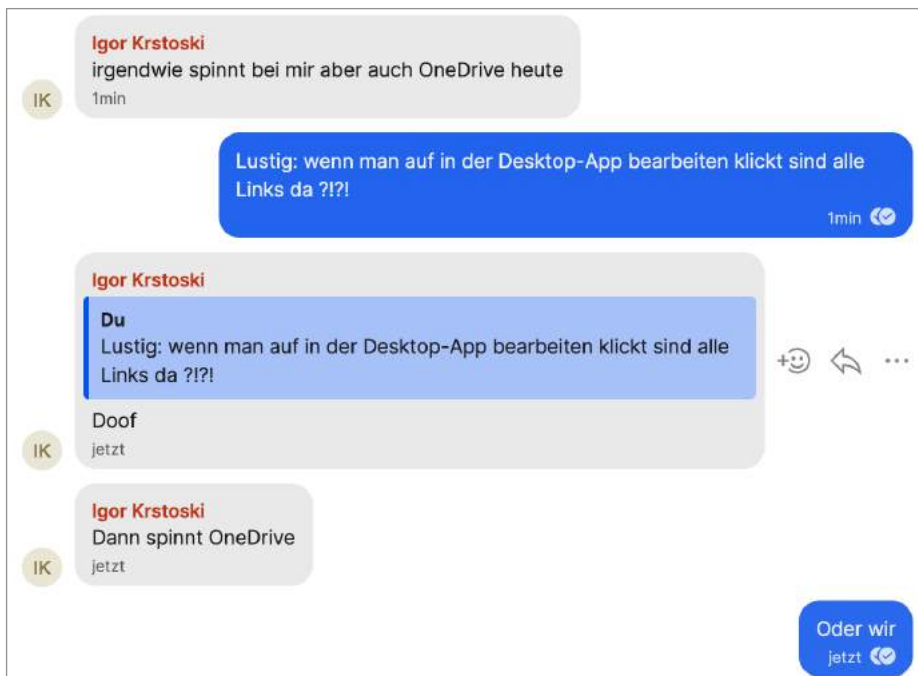 Igor Krstoski
irgendwie spinnt bei mir aber auch OneDrive heute
IK
1min
Lustig: wenn man auf in der Desktop-App bearbeiten klickt sind alle
Links da ?!?!
1min
Igor Krstoski
Du
Lustig: wenn man auf in der Desktop-App bearbeiten klickt sind alle
Links da ?!?!
Doof
IK
jetzt
Igor Krstoski
Dann spinnt OneDrive
IK
jetzt
Oder wir
jetzt